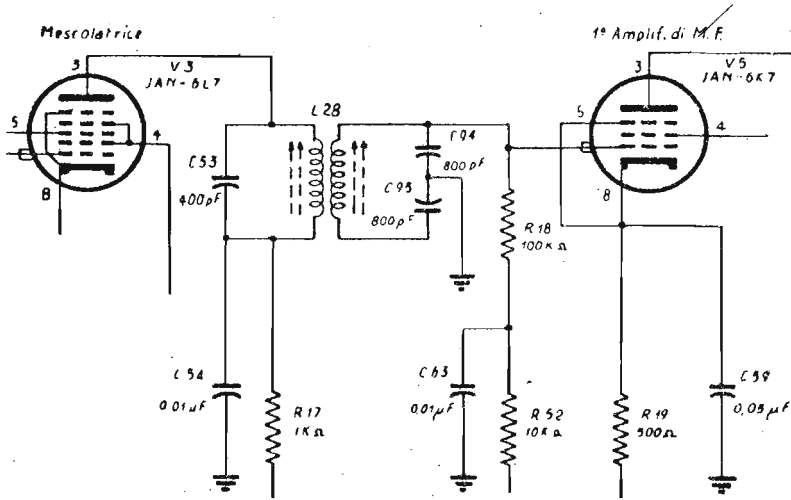 Mescolatrice
1ª Amplif. di M.F.
3
V3
JAN-6L7
L28
5
4
8
C53
400pF
C94
800pF
C95
800pF
3
V5
JAN-6K7
5
4
8
R18
100KΩ
C54
0.01μF
R17
1KΩ
C63
0,01μF
R52
10KΩ
R19
500Ω
C59
0,05μF